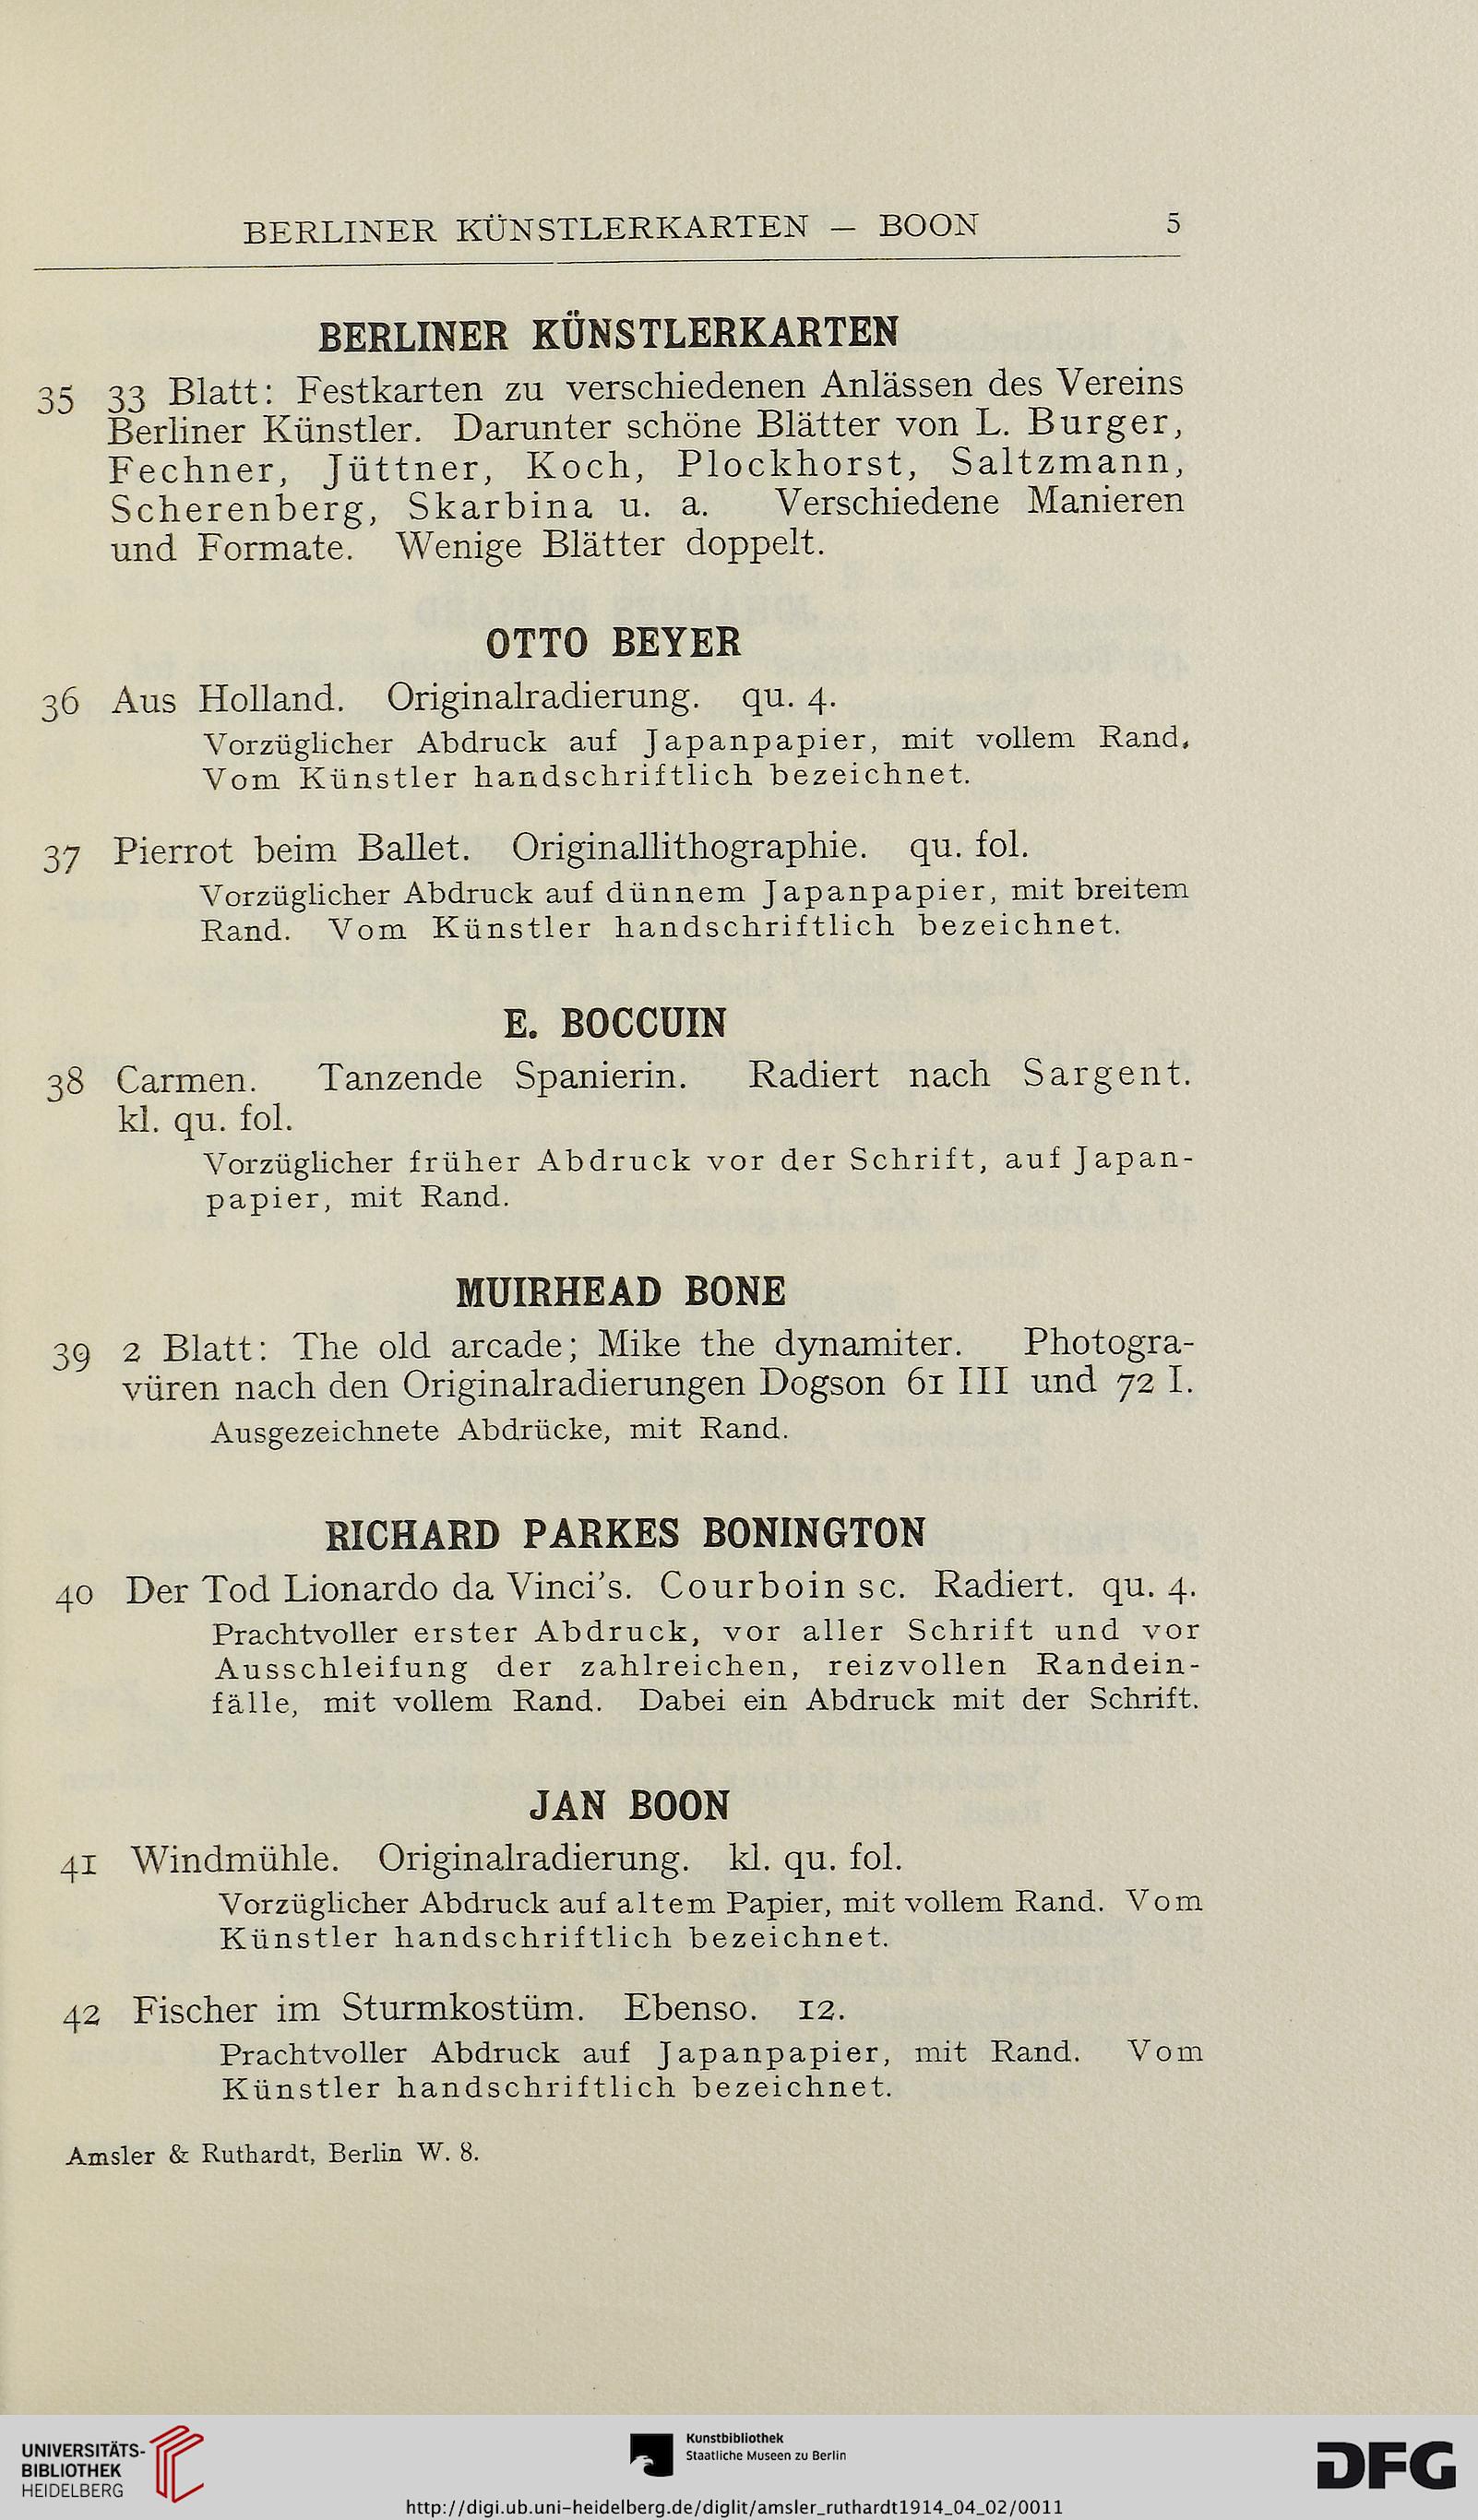 BERLINER KÜNSTLERKARTEN — BOON 5
BERLINER KÜNSTLERKARTEN
35 33 Blatt: Festkarten zu verschiedenen Anlässen des Vereins
Berliner Künstler. Darunter schöne Blätter von L. Burger,
Fechner, Jüttner, Koch, Plockhorst, Saltzmann,
Scherenberg, Skarbina u. a. Verschiedene Manieren
und Formate. Wenige Blätter doppelt.
OTTO BEYER
36 Aus Holland. Originalradierung. qu. 4.
Vorzüglicher Abdruck auf Japanpapier, mit vollem Rand.
Vom Künstler handschriftlich bezeichnet.
37 Pierrot beim Ballet. Originallithographie. qu. fol.
Vorzüglicher Abdruck auf dünnem Japanpapier, mit breitem
Rand. Vom Künstler handschriftlich bezeichnet.
E. BOCCUIN
38 Carmen. Tanzende Spanierin. Radiert nach Sargent.
kl. qu. fol.
Vorzüglicher früher Abdruck vor der Schrift, auf Japan-
papier, mit Rand.
MUIRHEAD BONE
39 2 Blatt: The old arcade; Mike the dynamiter. Photogra-
vüren nach den Originalradierungen Dogson 61 III und 72 I.
Ausgezeichnete Abdrücke, mit Rand.
RICHARD PARKES BONINGTON
40 Der Tod Lionardo da Vinci's. Courboin sc. Radiert. qu. 4.
Prachtvoller erster Abdruck, vor aller Schrift und vor
Ausschleifung der zahlreichen, reizvollen Randein-
fälle, mit vollem Rand. Dabei ein Abdruck mit der Schrift.
JAN BOON
41 Windmühle. Originalradierung. kl. qu. fol.
Vorzüglicher Abdruck auf altem Papier, mit vollem Rand. Vom
Künstler handschriftlich bezeichnet.
42 Fischer im Sturmkostüm. Ebenso. 12.
Prachtvoller Abdruck auf Japanpapier, mit Rand. Vom
Künstler handschriftlich bezeichnet.
Amsler & Ruthardt, Berlin W. 8.
UNIVERSITÄTS-
BIBLIOTHEK
HEIDELBERG
Kunstbibliothek
Staatliche Museen zu Berlin
DFG
http://digi.ub.uni-heidelberg.de/diglit/amsler_ruthardt1914_04_02/0011